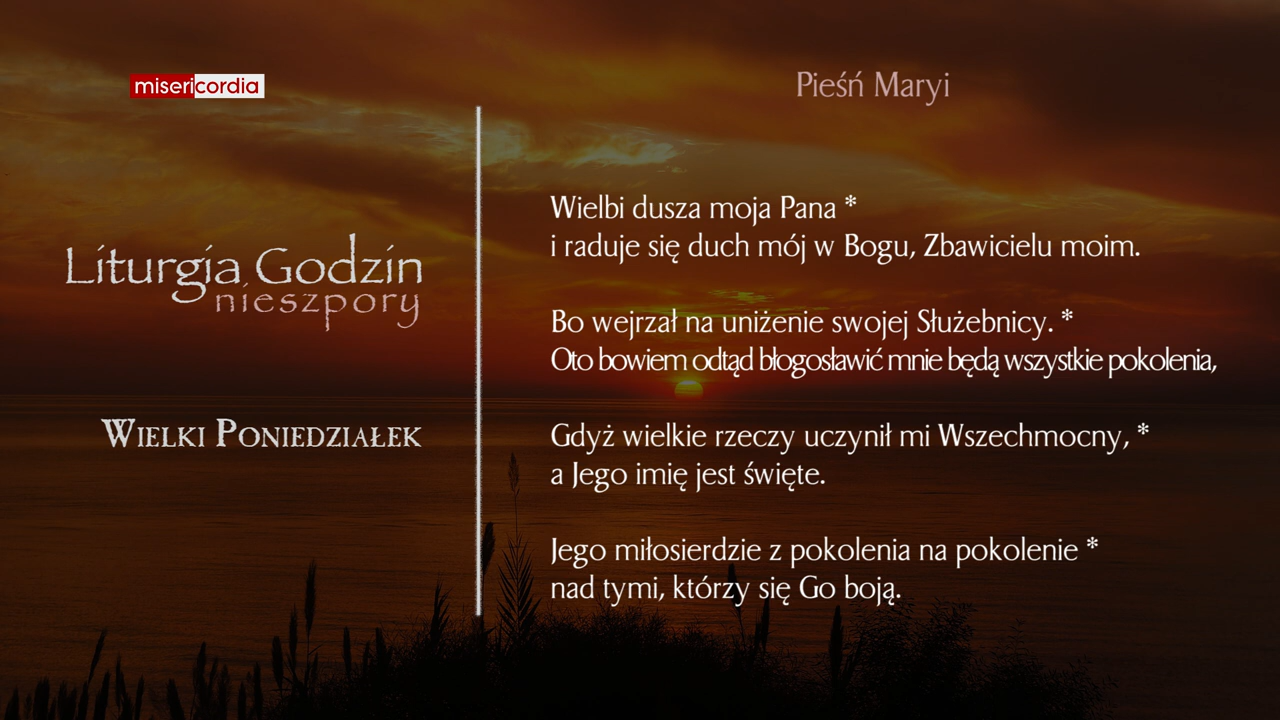 misericordia
Liturgia Godzin
nieszpory
Wielki Poniedziałek
Pieśń Maryi
Wielbi dusza moja Pana *
i raduje się duch mój w Bogu, Zbawicielu moim.
Bo wejrzał na uniżenie swojej Służebnicy. *
Oto bowiem odtąd błogosławić mnie będą wszystkie pokolenia,
Gdyż wielkie rzeczy uczynił mi Wszechmocny, *
a Jego imię jest święte.
Jego miłosierdzie z pokolenia na pokolenie *
nad tymi, którzy się Go boją.